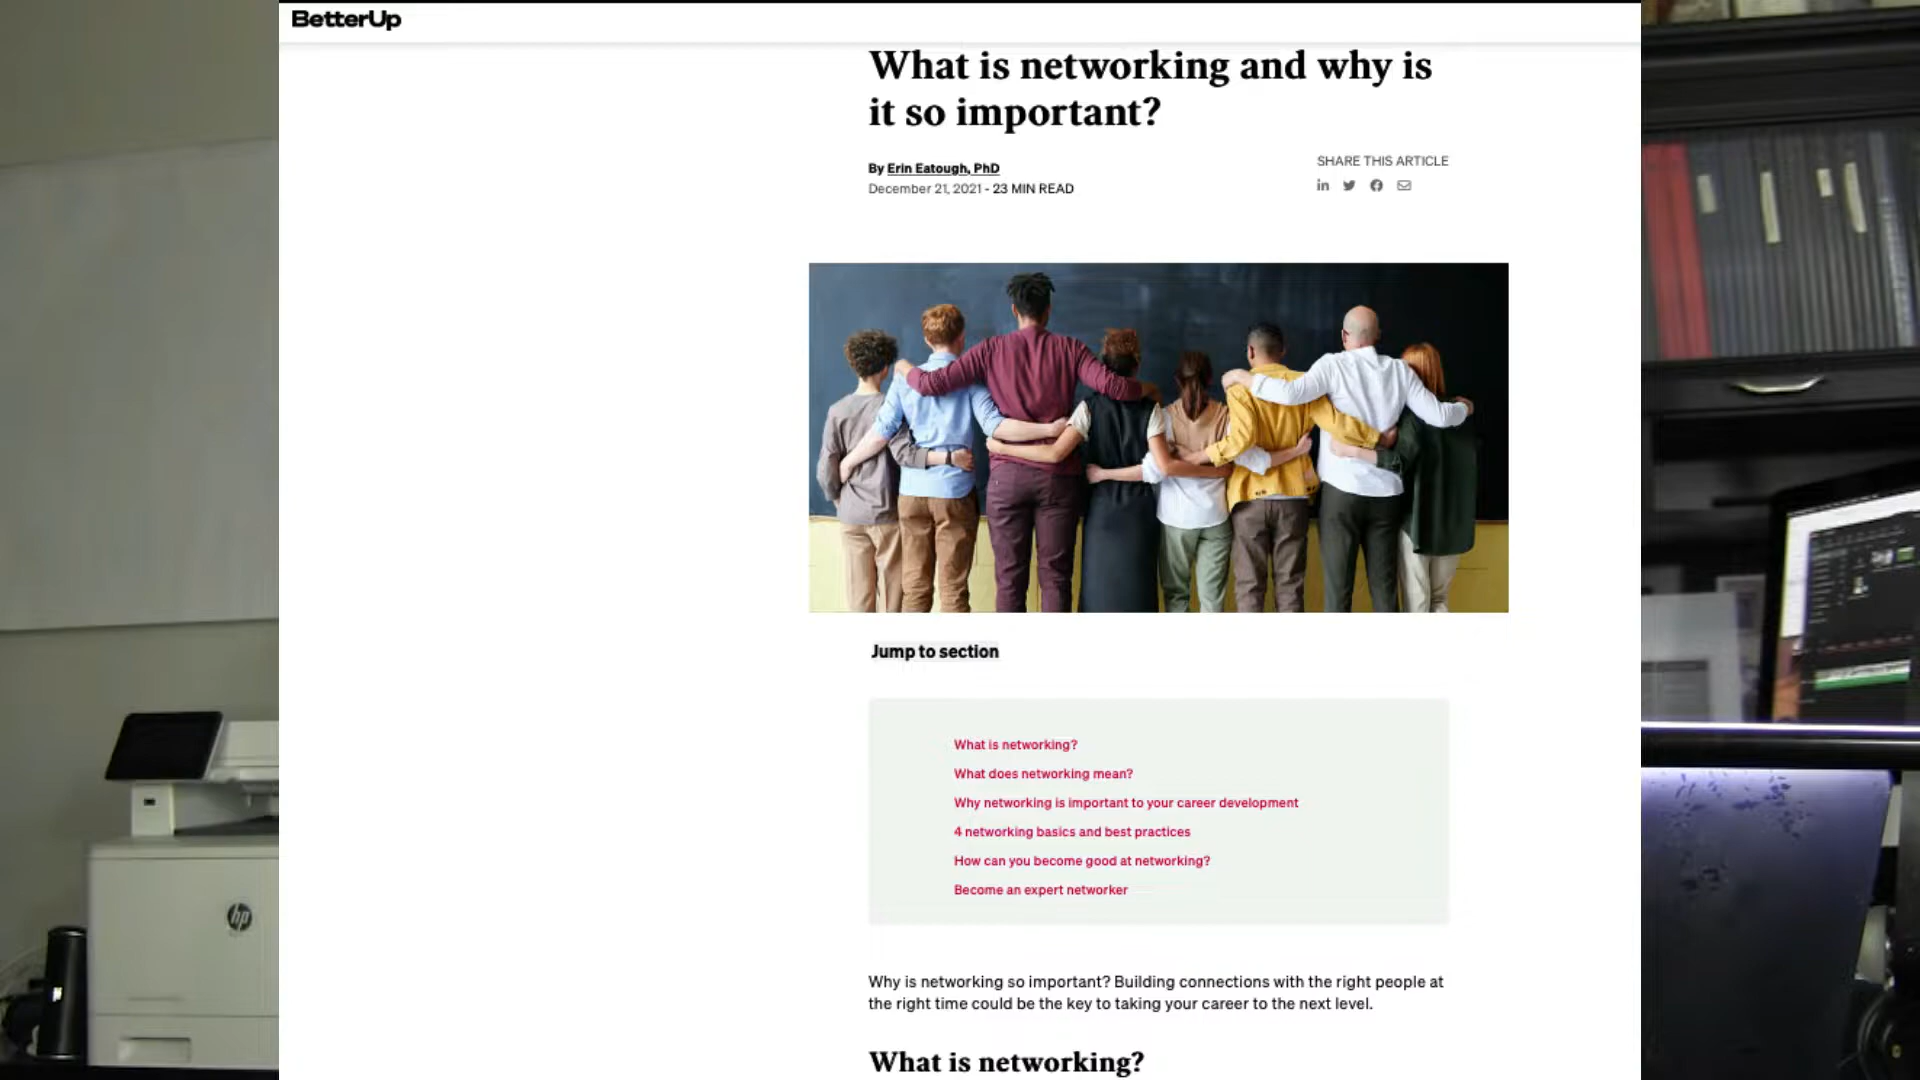 BetterUp
What is networking and why is
it so important?
By Erin Eatough, PhD
December 21, 2021 - 23 MIN READ
SHARE THIS ARTICLE
in
Jump to section
What is networking?
What does networking mean?
Why networking is important to your career development
4 networking basics and best practices
How can you become good at networking?
Become an expert networker
Why is networking so important? Building connections with the right people at
the right time could be the key to taking your career to the next level.
What is networking?
hp